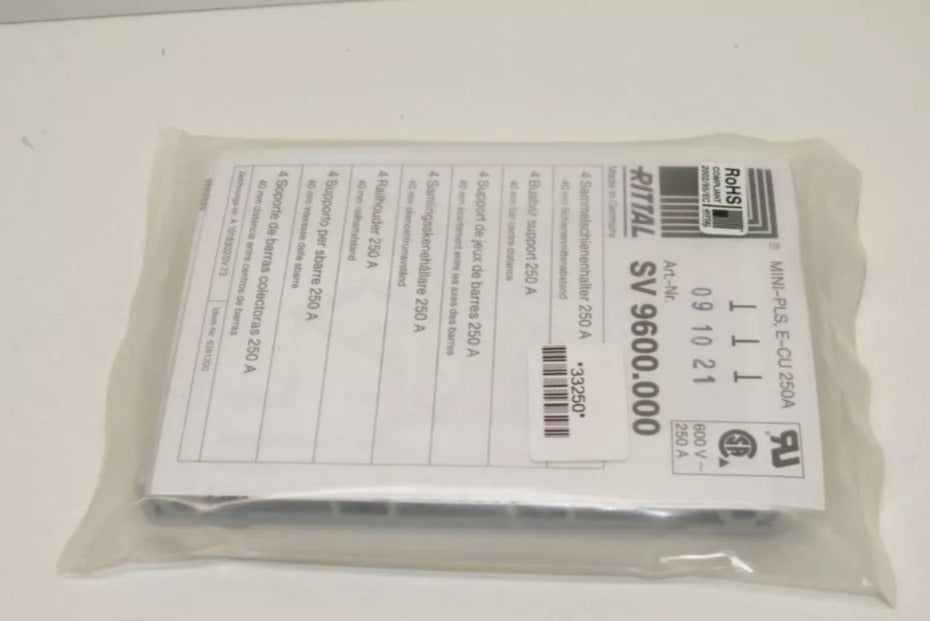 RoHS
COMPLIANT
2002/95/EC
RITTAL
®
MINI-PLS, E-CU 250A
09 10 21
600 V ~
250 A
RITTAL
Art.-Nr.
SV 9600.000
Made in Germany
4 Sammelschienenhalter 250 A
40 mm Schienenmittenabstand
4 Busbar support 250 A
40 mm bar centre distance
4 Support de jeux de barres 250 A
40 mm écartement entre les axes des barres
4 Samlingsskenehållare 250 A
40 mm skencentrumavstånd
4 Railhouder 250 A
40 mm railhartafstand
4 Supporto per sbarre 250 A
40 mm interasse delle sbarre
4 Soporte de barras colectoras 250 A
40 mm distancia entre centros de barras
*33250*